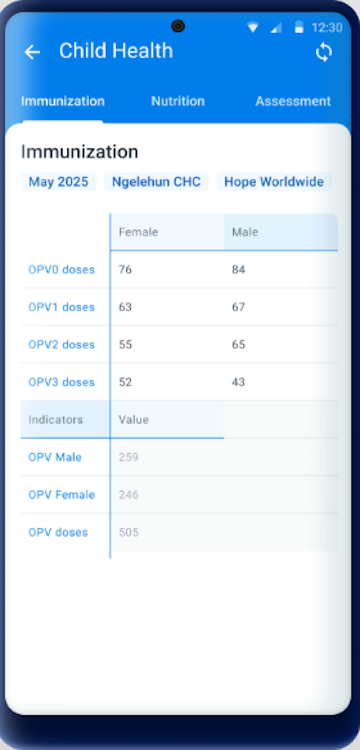 12:30
Child Health
Immunization Nutrition Assessment
Immunization
May 2025 Ngelehun CHC Hope Worldwide
Female Male
OPV0 doses 76 84
OPV1 doses 63 67
OPV2 doses 55 65
OPV3 doses 52 43
Indicators Value
OPV Male 259
OPV Female 246
OPV doses 505